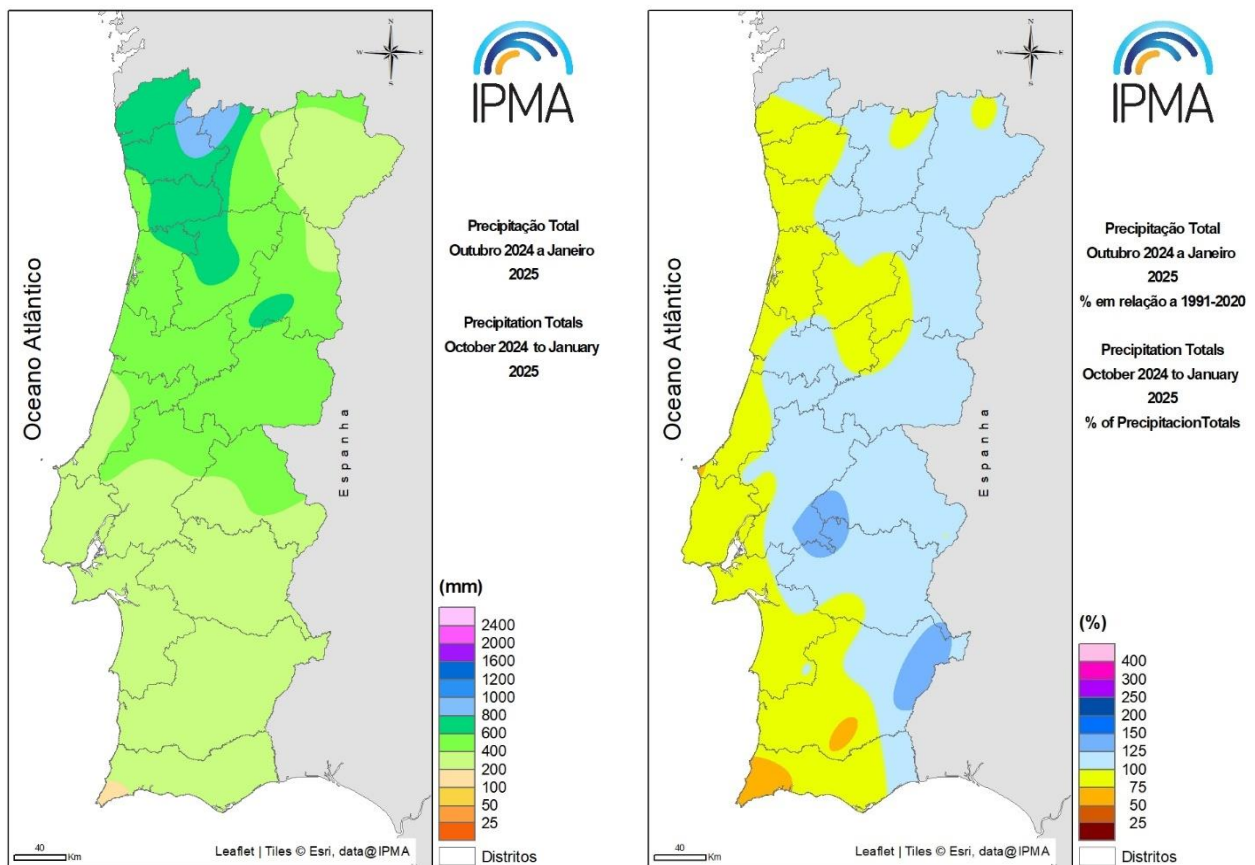 N
W
E
S
IPMA
Precipitação Total
Outubro 2024 a Janeiro
2025
Precipitation Totals
October 2024 to January
2025
Oceano Atlântico
Espanha
(mm)
2400
2000
1600
1200
1000
800
600
400
200
100
50
25
Distritos
40
Km
Leaflet | Tiles © Esri, data@IPMA
N
W
E
S
IPMA
Precipitação Total
Outubro 2024 a Janeiro
2025
% em relação a 1991-2020
Precipitation Totals
October 2024 to January
2025
% of PrecipitacionTotals
Oceano Atlântico
Espanha
(%)
400
300
250
200
150
125
100
75
50
25
Distritos
40
Km
Leaflet | Tiles © Esri, data@IPMA